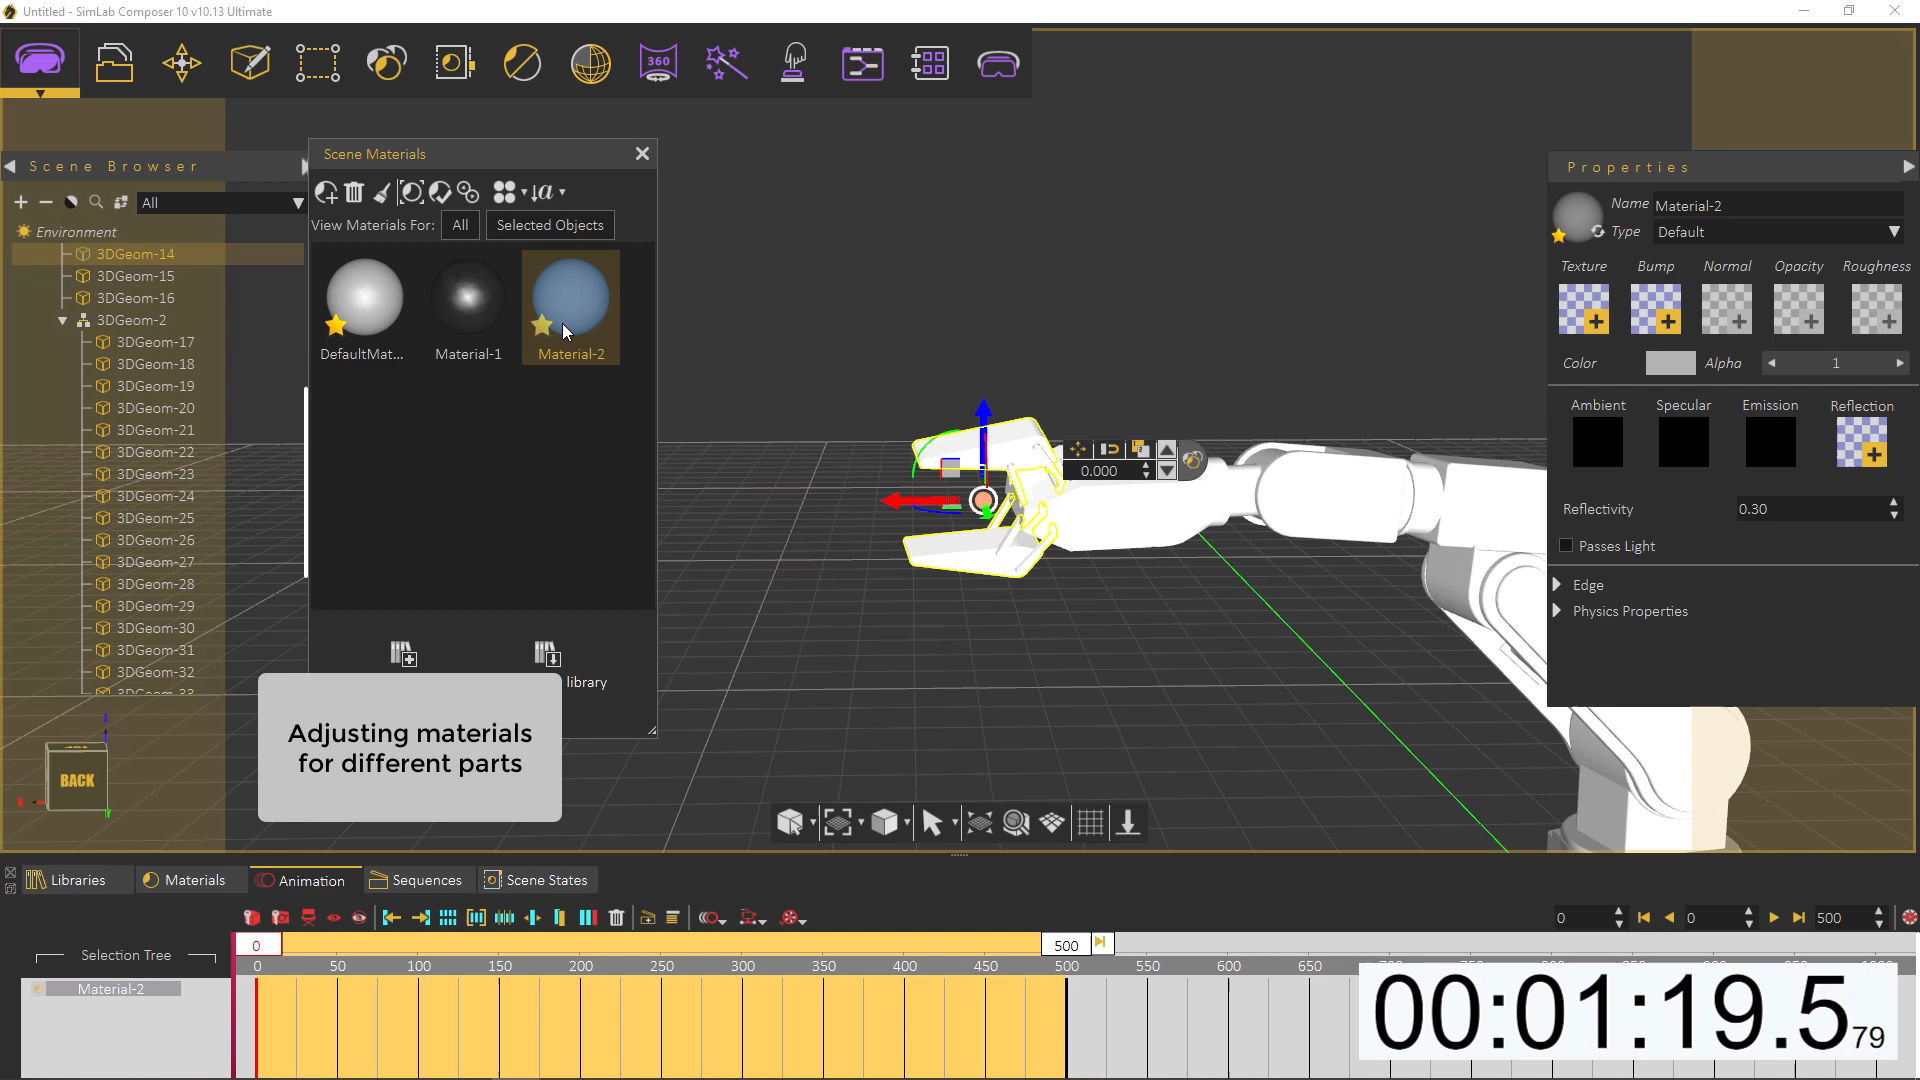 Untitled - SimLab Composer 10 v10.13 Ultimate
360
Scene Browser
All
Environment
3DGeom-14
3DGeom-15
3DGeom-16
3DGeom-2
3DGeom-17
3DGeom-18
3DGeom-19
3DGeom-20
3DGeom-21
3DGeom-22
3DGeom-23
3DGeom-24
3DGeom-25
3DGeom-26
3DGeom-27
3DGeom-28
3DGeom-29
3DGeom-30
3DGeom-31
3DGeom-32
3DGeom-33
BACK
Scene Materials
View Materials For:
All
Selected Objects
DefaultMat...
Material-1
Material-2
library
Adjusting materials
for different parts
0.000
Properties
Name
Material-2
Type
Default
Texture
Bump
Normal
Opacity
Roughness
Color
Alpha
1
Ambient
Specular
Emission
Reflection
Reflectivity
0.30
Passes Light
Edge
Physics Properties
Libraries
Materials
Animation
Sequences
Scene States
0
0
500
Selection Tree
Material-2
0
500
0
50
100
150
200
250
300
350
400
450
500
550
600
650
00:01:19.579